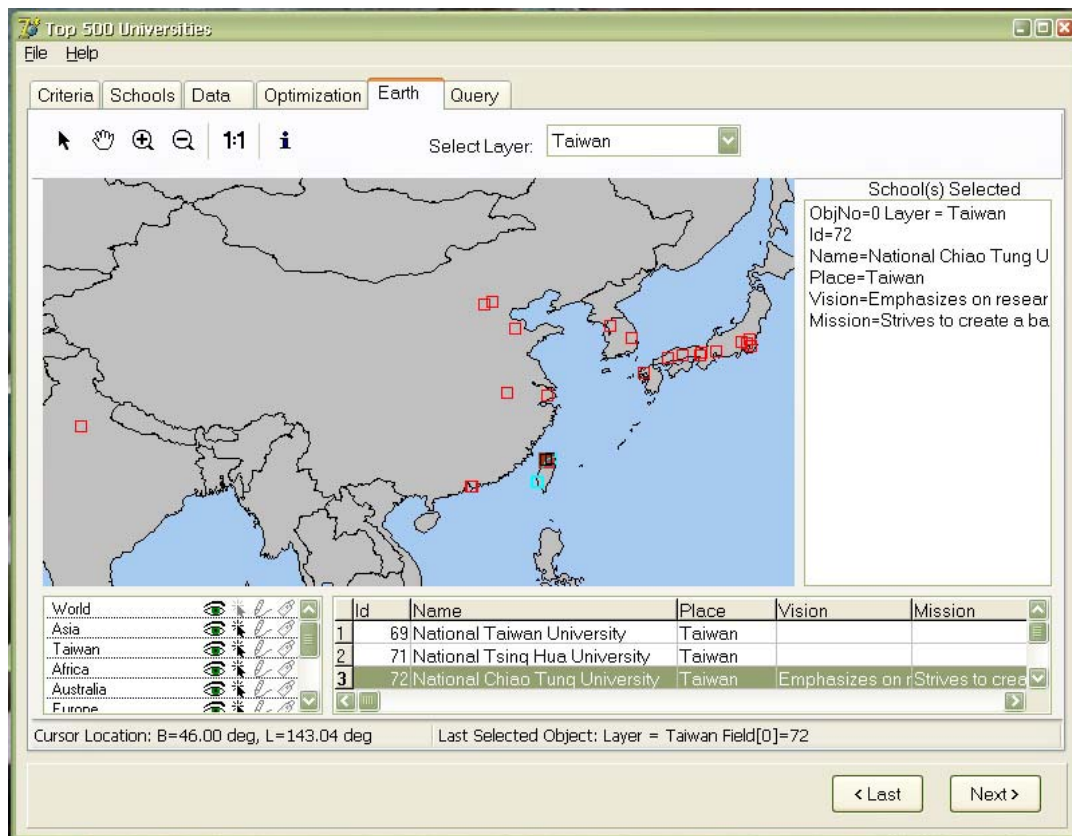 Top 500 Universities
File Help
Criteria Schools Data Optimization Earth Query
1:1 i Select Layer: Taiwan
School(s) Selected
ObjNo=0 Layer = Taiwan
Id=72
Name=National Chiao Tung U
Place=Taiwan
Vision=Emphasizes on resear
Mission=Strives to create a ba
World
Asia
Taiwan
Africa
Australia
Europe
Id Name Place Vision Mission
1 69 National Taiwan University Taiwan
2 71 National Tsing Hua University Taiwan
3 72 National Chiao Tung University Taiwan Emphasizes on r Strives to crea
Cursor Location: B=46.00 deg, L=143.04 deg Last Selected Object: Layer = Taiwan Field[0]=72
< Last Next >